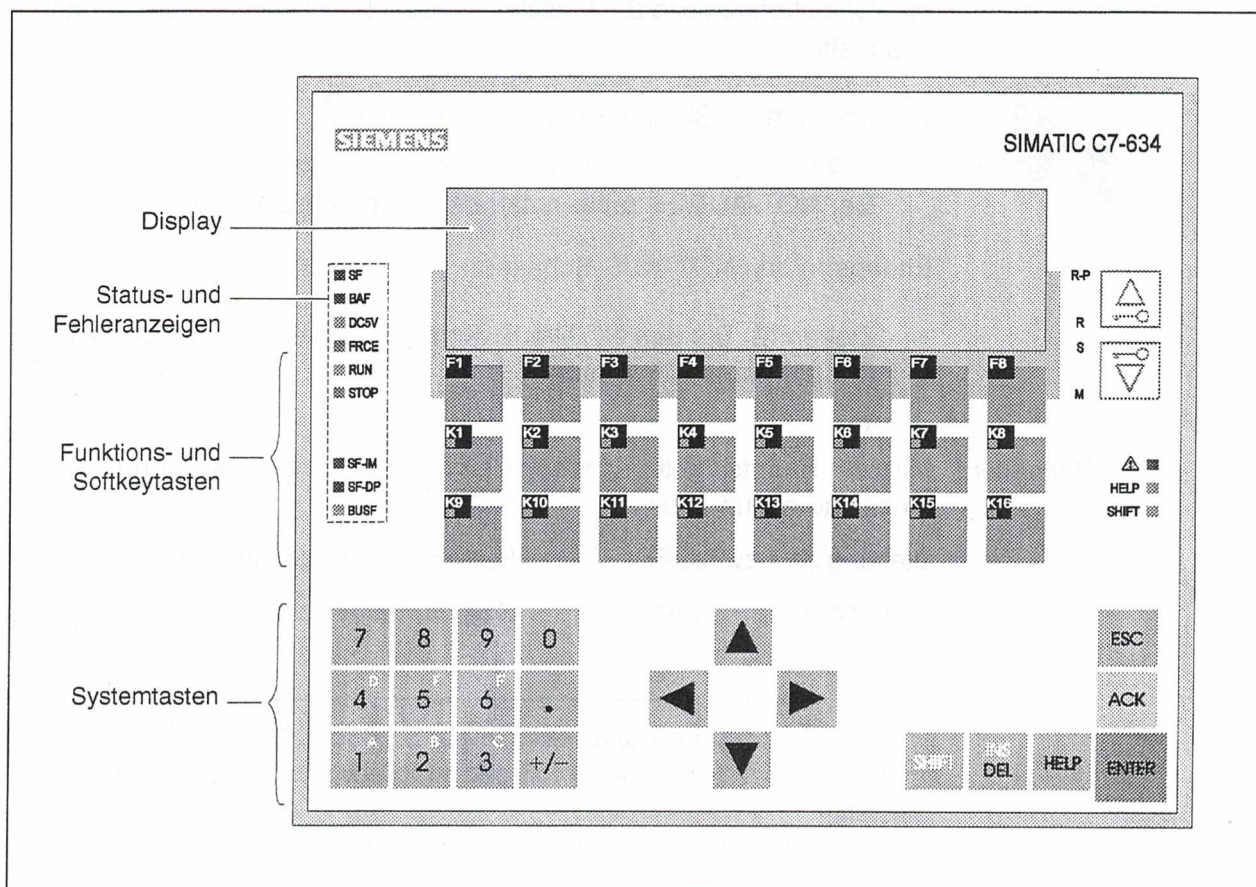 SIEMENS
SIMATIC C7-634
Display
Status- und
Fehleranzeigen
SF
BAF
DC5V
FRCE
RUN
STOP
SF-IM
SF-DP
BUSF
R-P
R
S
M
F1 F2 F3 F4 F5 F6 F7 F8
Funktions- und
Softkeytasten
K1 K2 K3 K4 K5 K6 K7 K8
K9 K10 K11 K12 K13 K14 K15 K16
HELP
SHIFT
Systemtasten
7 8 9 0
D E F
4 5 6 .
A B C
1 2 3 +/-
ESC
ACK
SHIFT
INS
DEL
HELP
ENTER